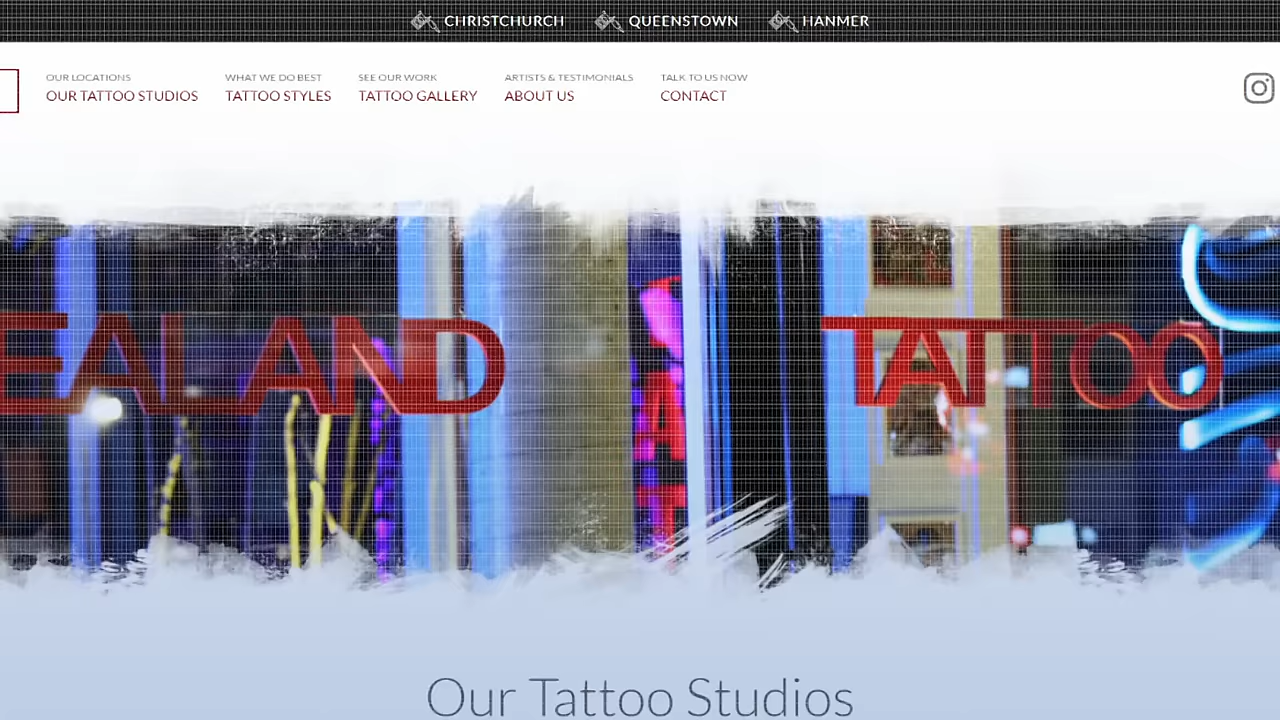 CHRISTCHURCH QUEENSTOWN HANMER
OUR LOCATIONS WHAT WE DO BEST SEE OUR WORK ARTISTS & TESTIMONIALS TALK TO US NOW
OUR TATTOO STUDIOS TATTOO STYLES TATTOO GALLERY ABOUT US CONTACT
EALAND TATTOO
Our Tattoo Studios